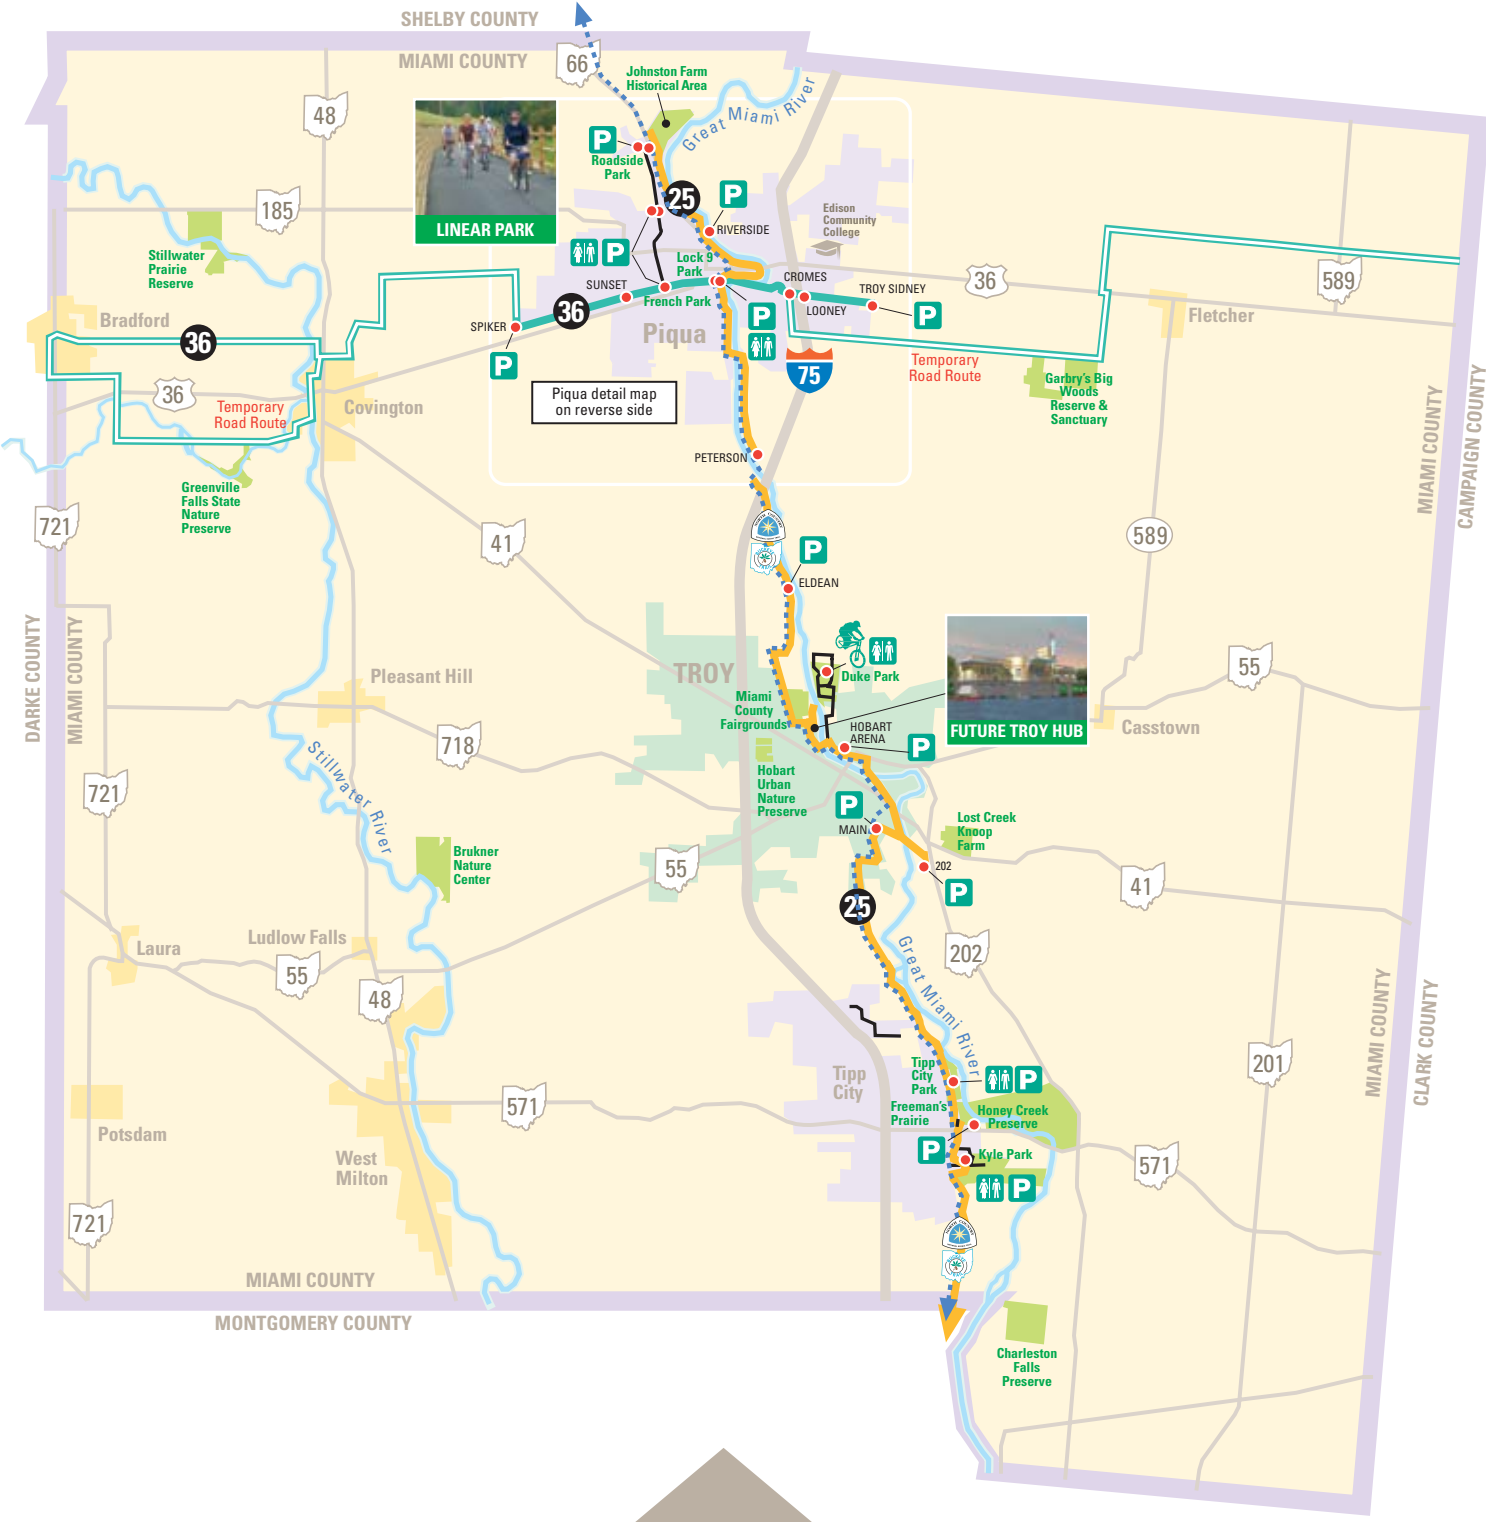 SHELBY COUNTY
MIAMI COUNTY
66
Johnston Farm
Historical Area
Great Miami River
48
P
Roadside
Park
25
P
RIVERSIDE
Edison
Community
College
LINEAR PARK
185
Stillwater
Prairie
Reserve
P
Lock 9
Park
SUNSET
French Park
CROMES
LOONEY
TROY SIDNEY
P
36
589
Fletcher
Bradford
36
SPIKER
36
P
P
Piqua
75
Temporary
Road Route
Garbry's Big
Woods
Reserve &
Sanctuary
36
Temporary
Road Route
Covington
Piqua detail map
on reverse side
PETERSON
MIAMI COUNTY
CAMPAIGN COUNTY
Greenville
Falls State
Nature
Preserve
721
41
589
P
ELDEAN
DARKE COUNTY
MIAMI COUNTY
Pleasant Hill
TROY
Duke Park
Miami
County
Fairgrounds
HOBART
ARENA
P
FUTURE TROY HUB
55
Casstown
718
Stillwater River
721
Hobart
Urban
Nature
Preserve
P
MAIN
Lost Creek
Knoop
Farm
202
P
Brukner
Nature
Center
55
41
25
Laura
Ludlow Falls
55
48
Great Miami River
202
MIAMI COUNTY
CLARK COUNTY
201
Tipp
City
Tipp
City
Park
P
Freeman's
Prairie
Honey Creek
Preserve
P
Kyle Park
P
571
571
Potsdam
West
Milton
721
MIAMI COUNTY
MONTGOMERY COUNTY
Charleston
Falls
Preserve